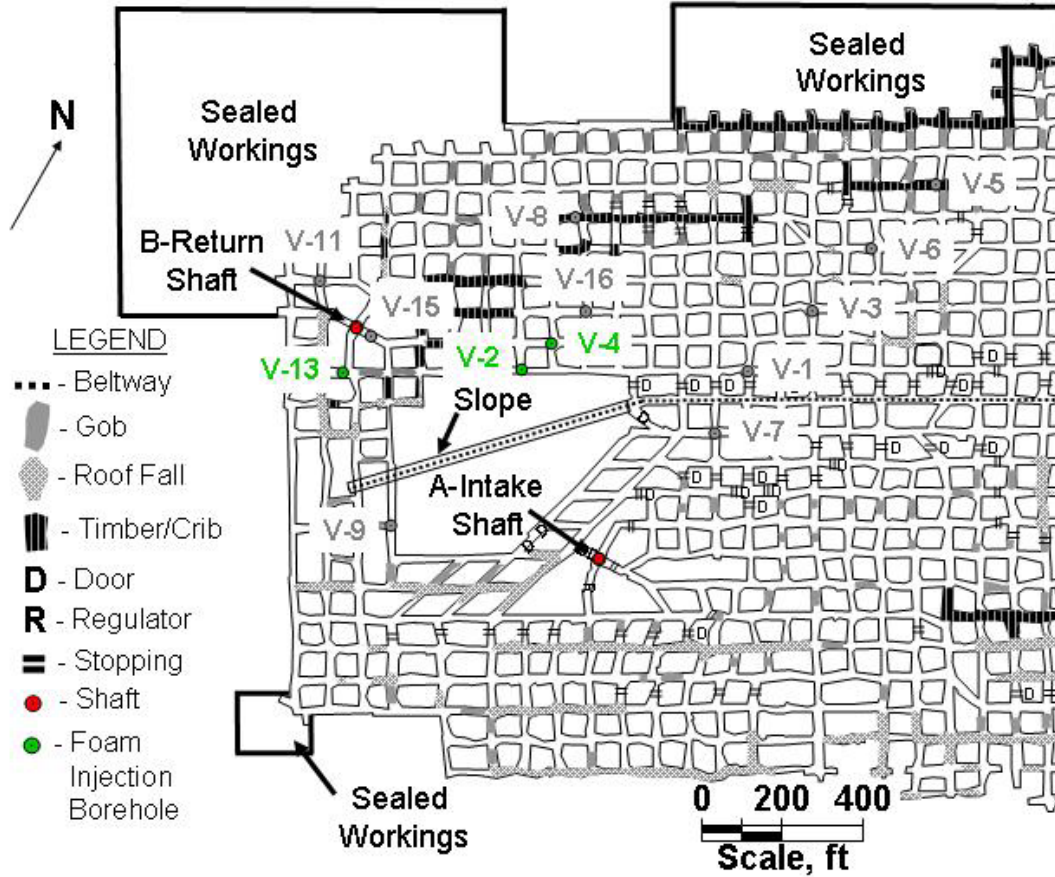 Sealed
Workings
Sealed
Workings
N
V-5
V-8
B-Return
Shaft
V-11
V-6
V-16
V-15
V-3
LEGEND
V-13
V-2
V-4
V-1
D
D
D
D
D
- Beltway
Slope
D
- Gob
V-7
D
D
D
- Roof Fall
A-Intake
Shaft
D
D
D
D
D
D
- Timber/Crib
V-9
D
D
D
D
D - Door
R - Regulator
- Stopping
D
- Shaft
D
- Foam
Injection
Borehole
Sealed
Workings
0 200 400
Scale, ft